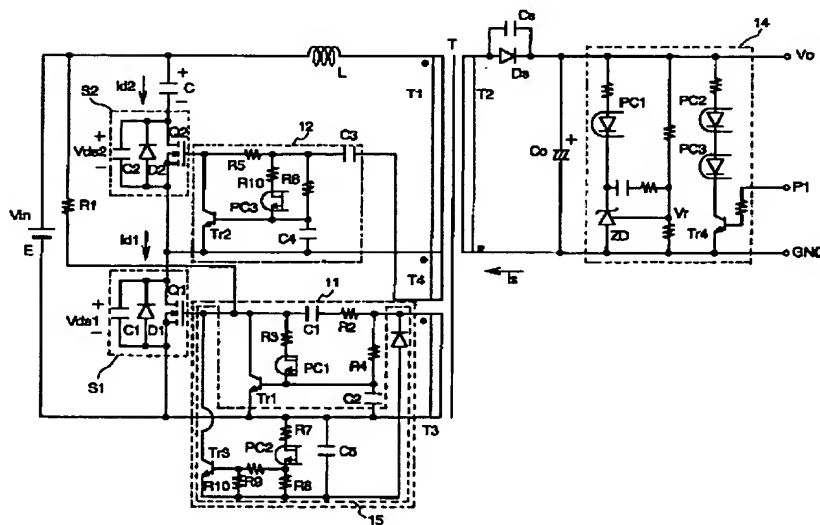 Cs
14
T
Vo
Id2
C
L
Ds
S2
T1
T2
PC1
PC2
Q2
12
C3
Vds2
C2
D2
R5
R10
R6
Co
PC3
PC3
Vin
Rf
Vr
P1
Tr2
C4
ZD
Tr4
E
Id1
GND
T4
Is
Q1
11
Vds1
C1
D1
C1
R2
R3
R4
PC1
S1
Tr1
C2
T3
R7
Tr3
PC2
C5
R10
R9
R8
15